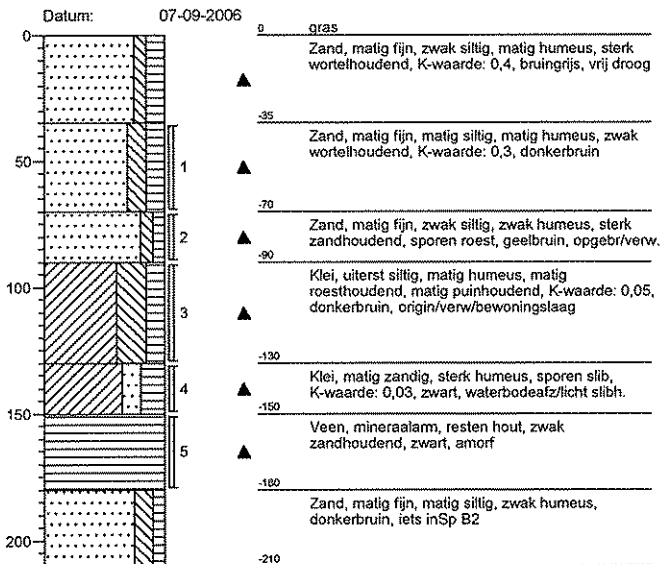 Datum: 07-09-2006
0 0 gras
Zand, matig fijn, zwak siltig, matig humeus, sterk
wortelhoudend, K-waarde: 0,4, bruingrijs, vrij droog
-35
Zand, matig fijn, matig siltig, matig humeus, zwak
50 1 wortelhoudend, K-waarde: 0,3, donkerbruin
-70
Zand, matig fijn, zwak siltig, zwak humeus, sterk
2 zandhoudend, sporen roest, geelbruin, opgebr/verw.
-90
Klei, uiterst siltig, matig humeus, matig
100 3 roesthoudend, matig puinhoudend, K-waarde: 0,05,
donkerbruin, origin/verw/bewoningslaag
-130
Klei, matig zandig, sterk humeus, sporen slib,
4 K-waarde: 0,03, zwart, waterbodeafz/licht slibh.
150 -150
Veen, mineraalarm, resten hout, zwak
5 zandhoudend, zwart, amorf
-180
Zand, matig fijn, matig siltig, zwak humeus,
donkerbruin, iets inSp B2
200
-210